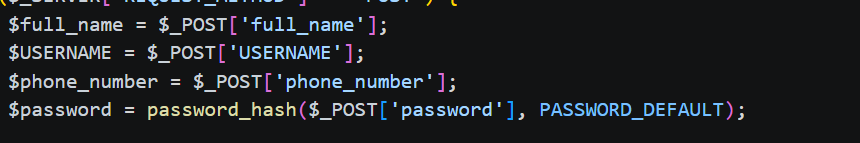 $full_name = $_POST['full_name'];
$USERNAME = $_POST['USERNAME'];
$phone_number = $_POST['phone_number'];
$password = password_hash($_POST['password'], PASSWORD_DEFAULT);